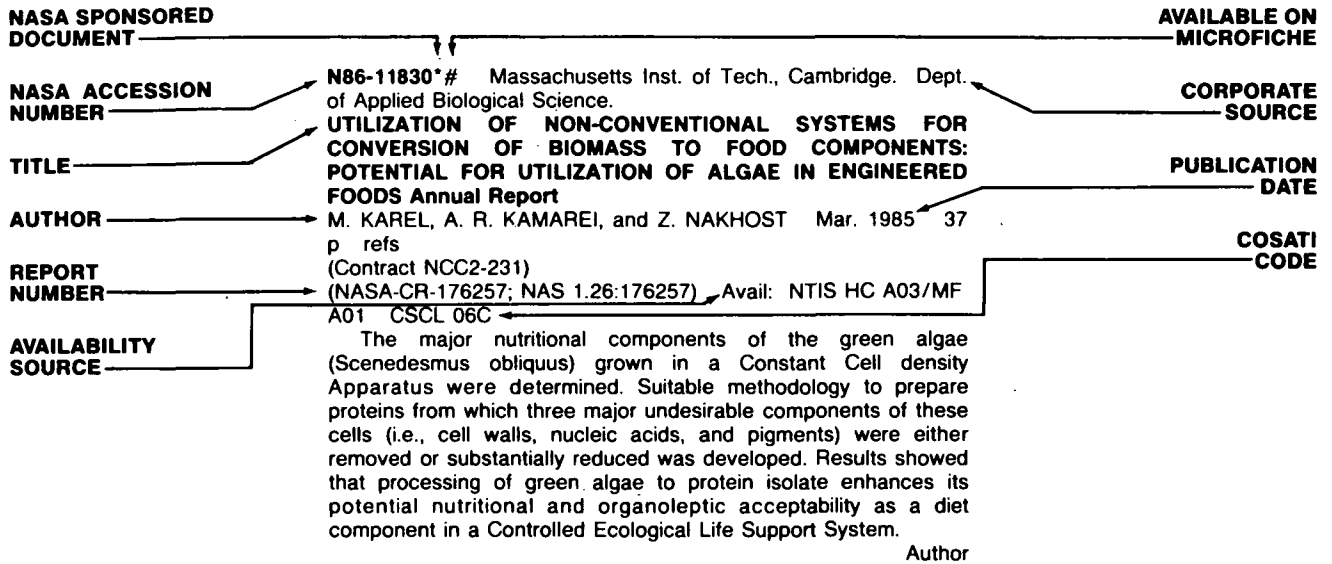 NASA SPONSORED
DOCUMENT
AVAILABLE ON
MICROFICHE
NASA ACCESSION
NUMBER
CORPORATE
SOURCE
TITLE
PUBLICATION
DATE
AUTHOR
COSATI
CODE
REPORT
NUMBER
AVAILABILITY
SOURCE
N86-11830*# Massachusetts Inst. of Tech., Cambridge. Dept.
of Applied Biological Science.
UTILIZATION OF NON-CONVENTIONAL SYSTEMS FOR
CONVERSION OF BIOMASS TO FOOD COMPONENTS:
POTENTIAL FOR UTILIZATION OF ALGAE IN ENGINEERED
FOODS Annual Report
M. KAREL, A. R. KAMAREI, and Z. NAKHOST Mar. 1985 37
p refs
(Contract NCC2-231)
(NASA-CR-176257; NAS 1.26:176257) Avail: NTIS HC A03/MF
A01 CSCL 06C
The major nutritional components of the green algae
(Scenedesmus obliquus) grown in a Constant Cell density
Apparatus were determined. Suitable methodology to prepare
proteins from which three major undesirable components of these
cells (i.e., cell walls, nucleic acids, and pigments) were either
removed or substantially reduced was developed. Results showed
that processing of green algae to protein isolate enhances its
potential nutritional and organoleptic acceptability as a diet
component in a Controlled Ecological Life Support System.
Author